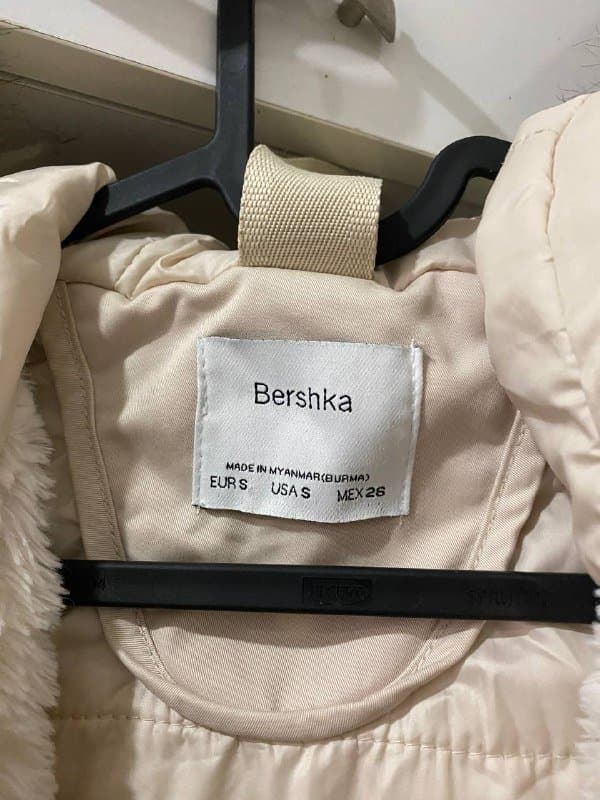 Bershka
MADE IN MYANMAR(BURMA)
EUR S USA S MEX 26